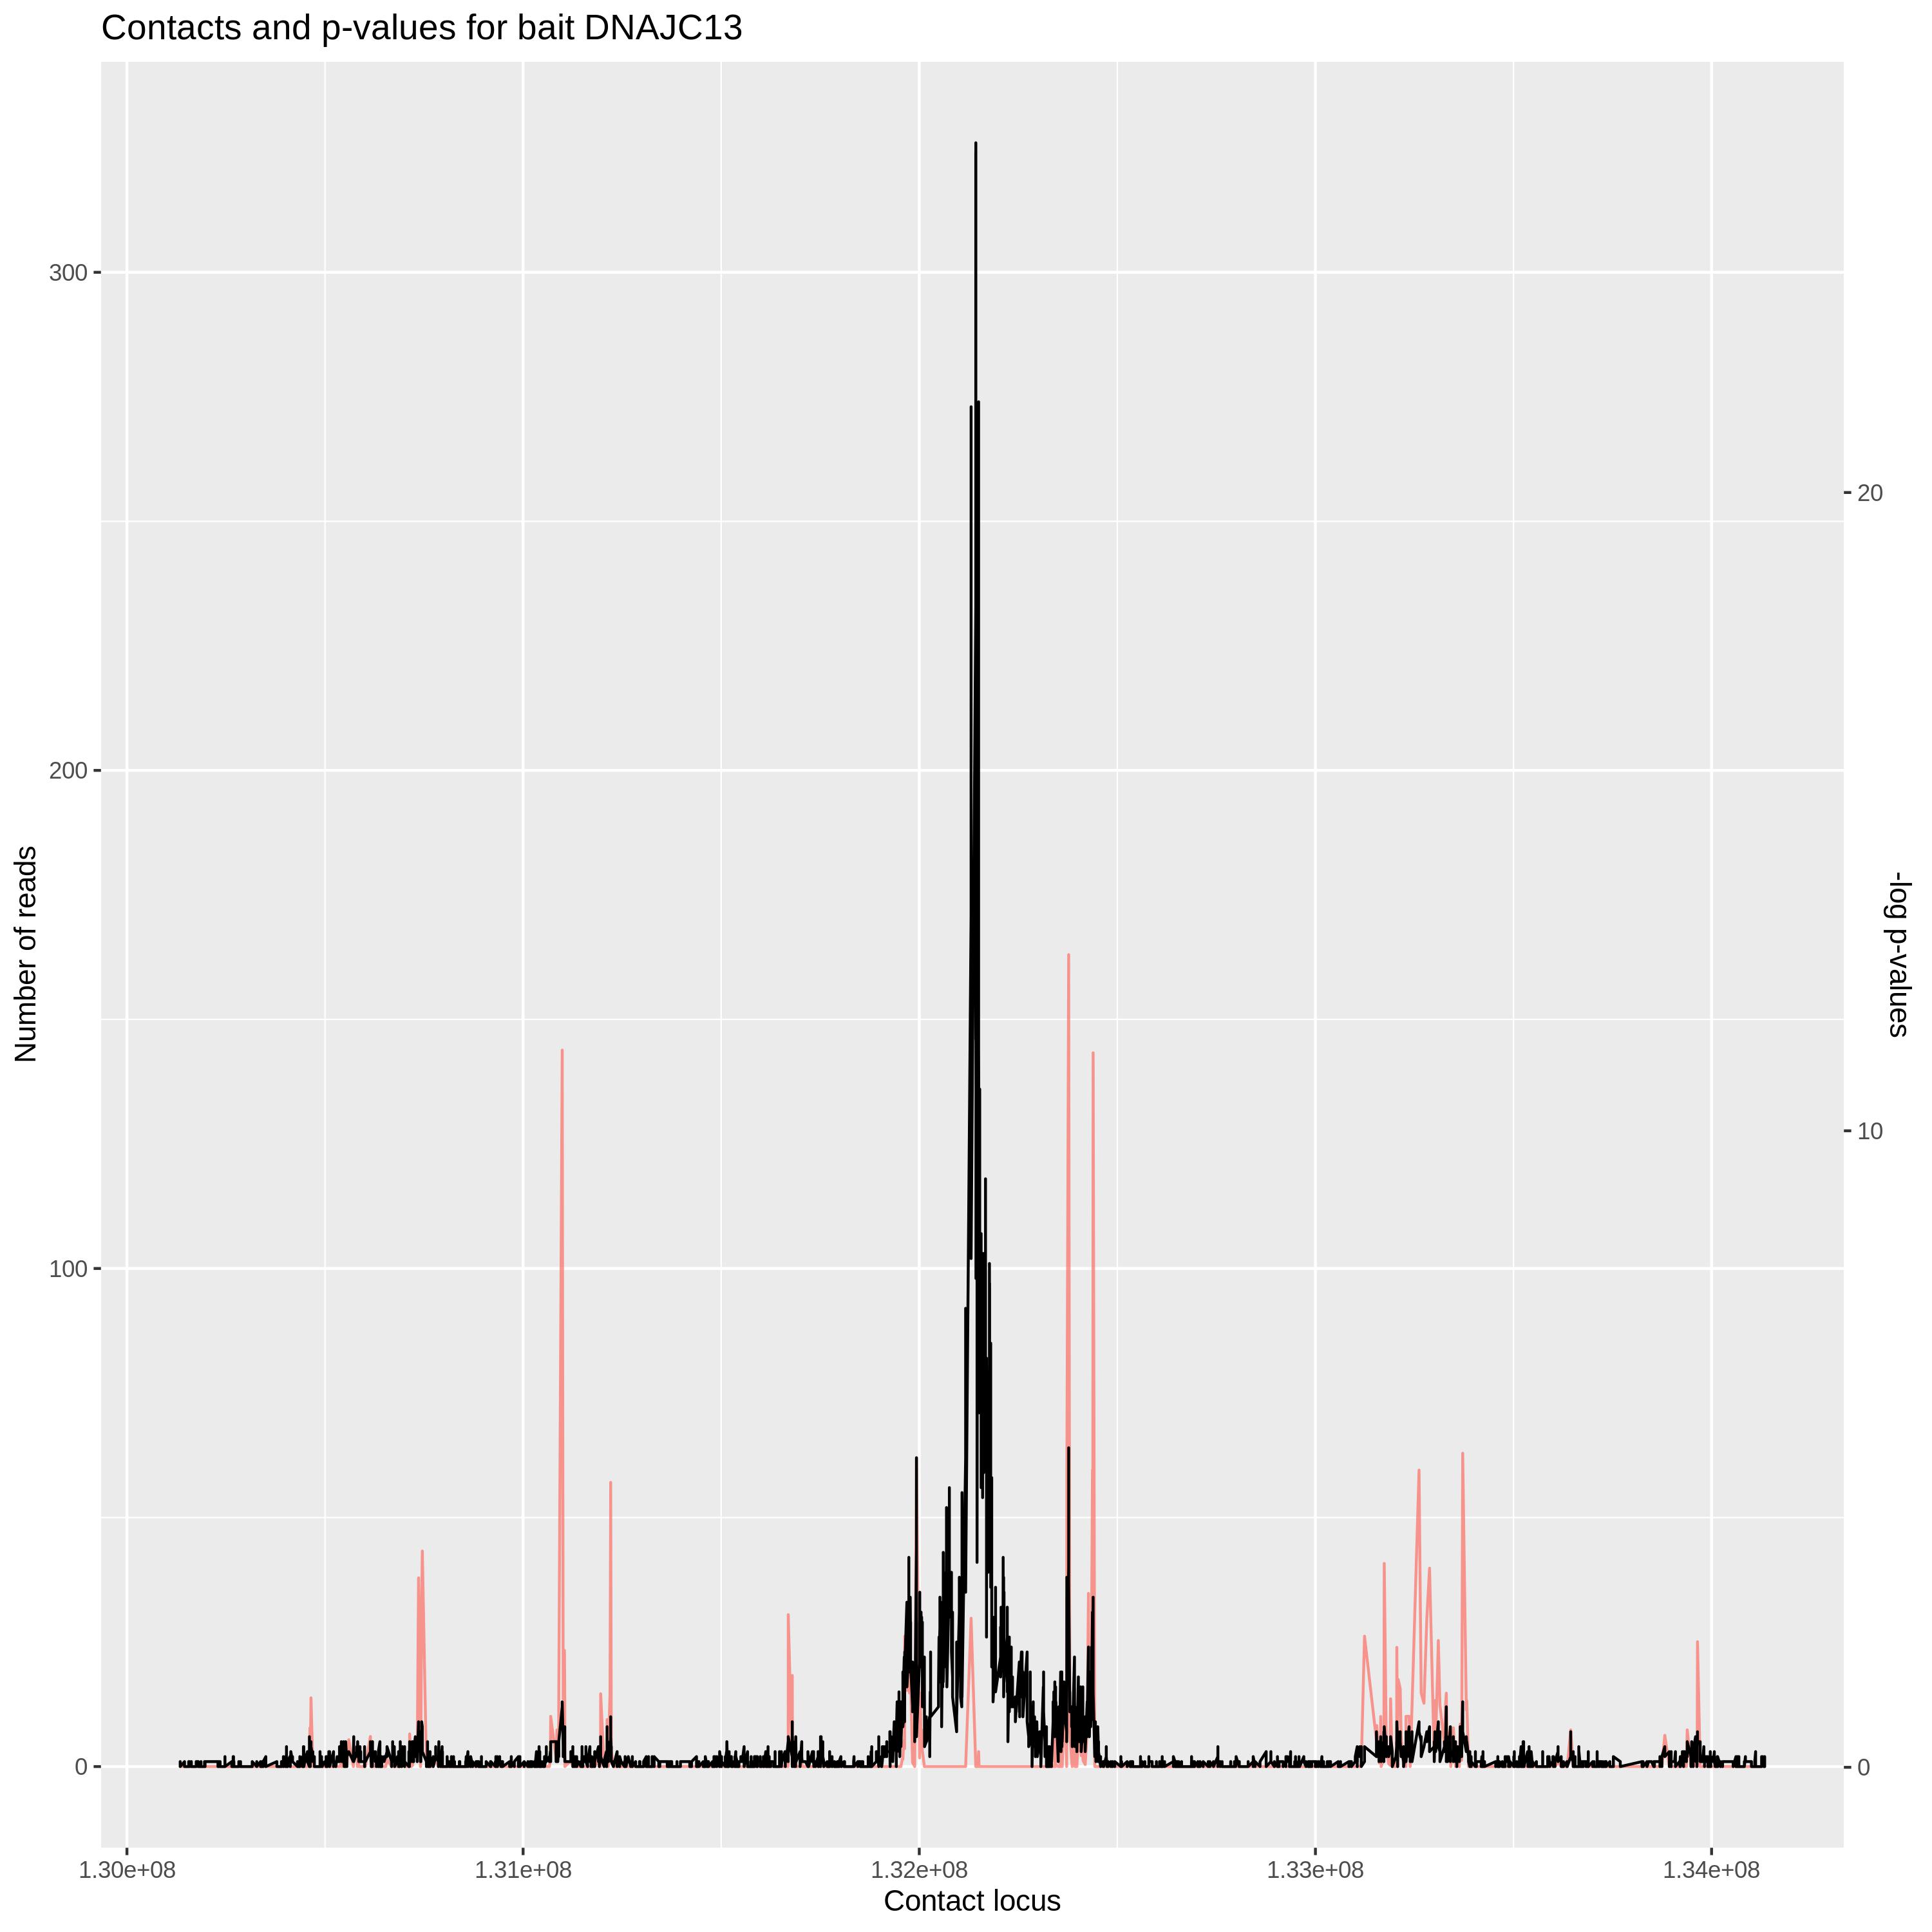 Contacts and p-values for bait DNAJC13
300
200
100
0
Number of reads
20
10
0
-log p-values
1.30e+08
1.31e+08
1.32e+08
1.33e+08
1.34e+08
Contact locus